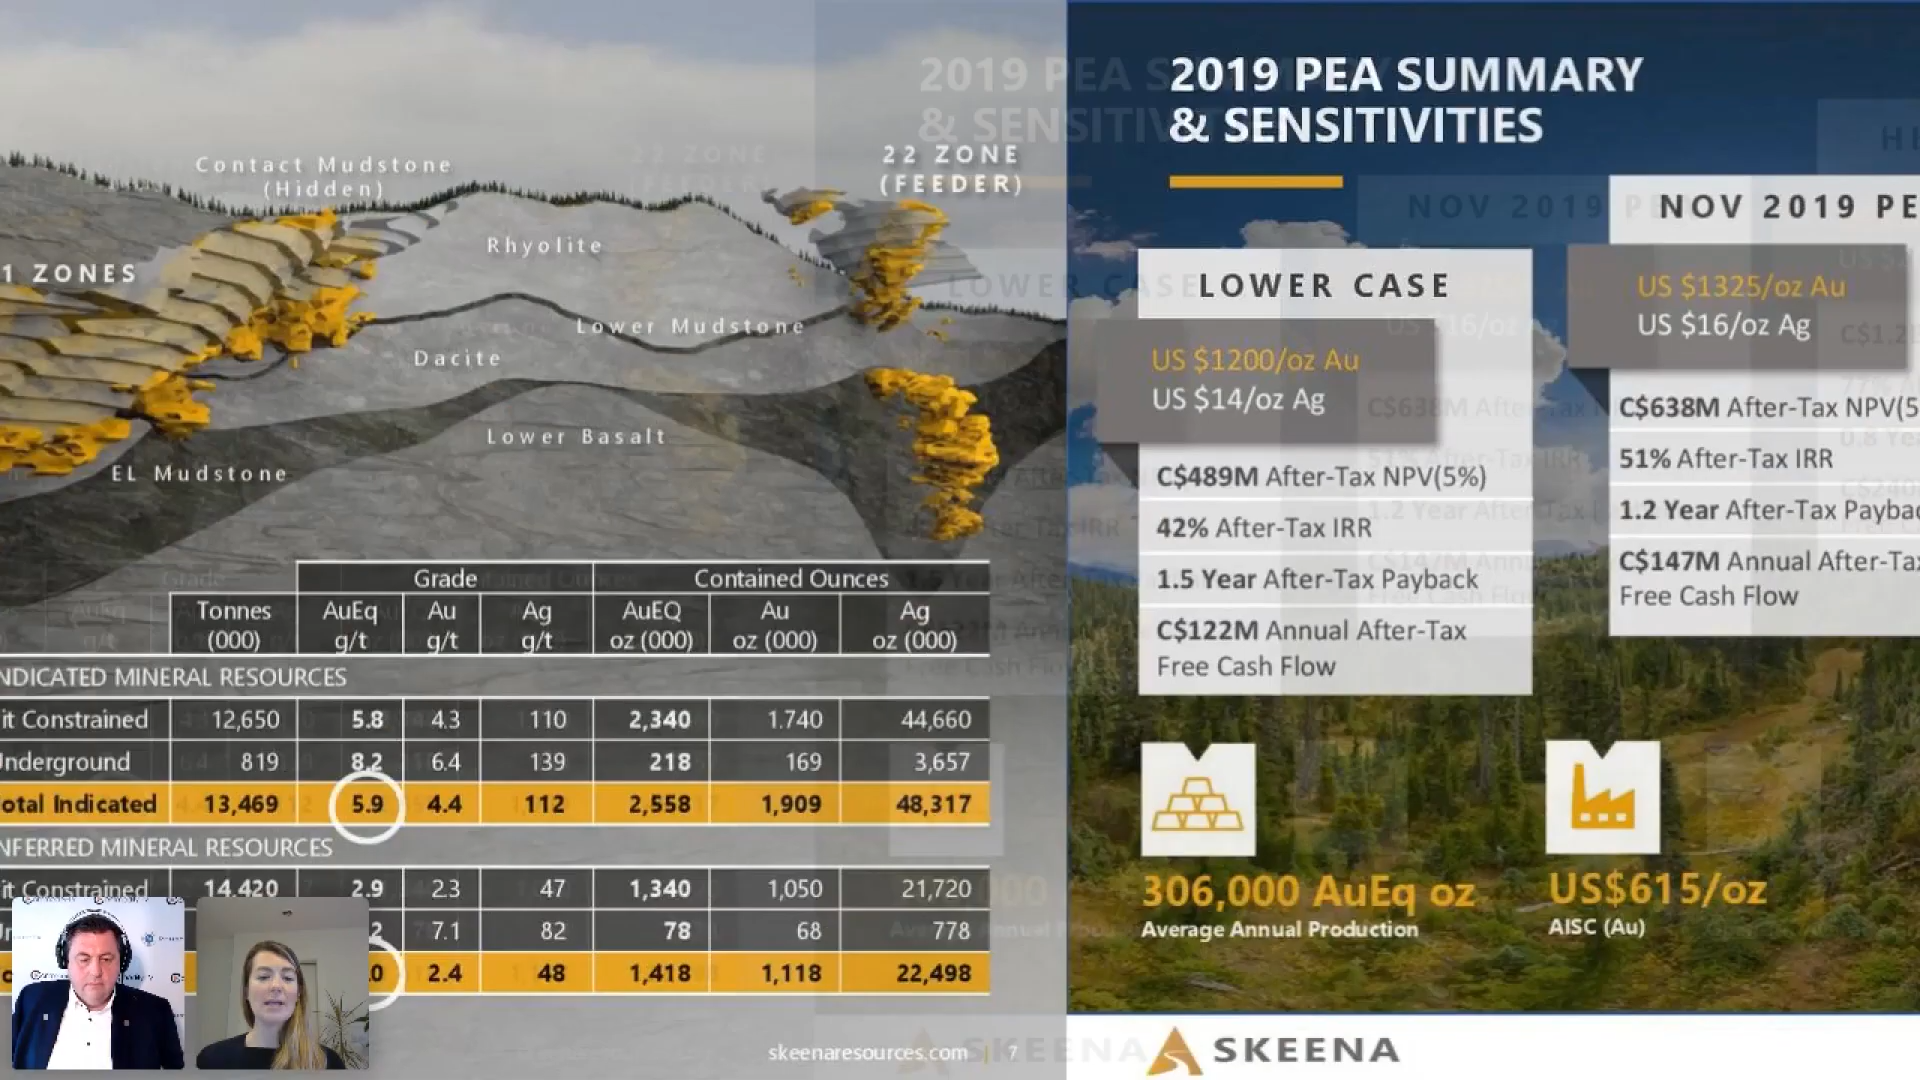 Contact Mudstone
(Hidden)
22 ZONE
(FEEDER)
1 ZONES
Rhyolite
Lower Mudstone
Dacite
Lower Basalt
EL Mudstone
Grade Contained Ounces
Tonnes AuEq Au Ag AuEQ Au Ag
(000) g/t g/t g/t oz (000) oz (000) oz (000)
NDICATED MINERAL RESOURCES
it Constrained 12,650 5.8 4.3 110 2,340 1.740 44,660
nderground 819 8.2 6.4 139 218 169 3,657
otal Indicated 13,469 5.9 4.4 112 2,558 1,909 48,317
NFERRED MINERAL RESOURCES
it Constrained 14.420 2.9 2.3 47 1,340 1,050 21,720
2 7.1 82 78 68 778
.0 2.4 48 1,418 1,118 22,498
skeenaresources.com | 7
2019 PEA SUMMARY
& SENSITIVITIES
LOWER CASE
US $1200/oz Au
US $14/oz Ag
C$489M After-Tax NPV(5%)
42% After-Tax IRR
1.5 Year After-Tax Payback
C$122M Annual After-Tax
Free Cash Flow
NOV 2019 PE
US $1325/oz Au
US $16/oz Ag
C$638M After-Tax NPV(5
51% After-Tax IRR
1.2 Year After-Tax Paybac
C$147M Annual After-Tax
Free Cash Flow
306,000 AuEq oz
Average Annual Production
US$615/oz
AISC (Au)
SKEENA